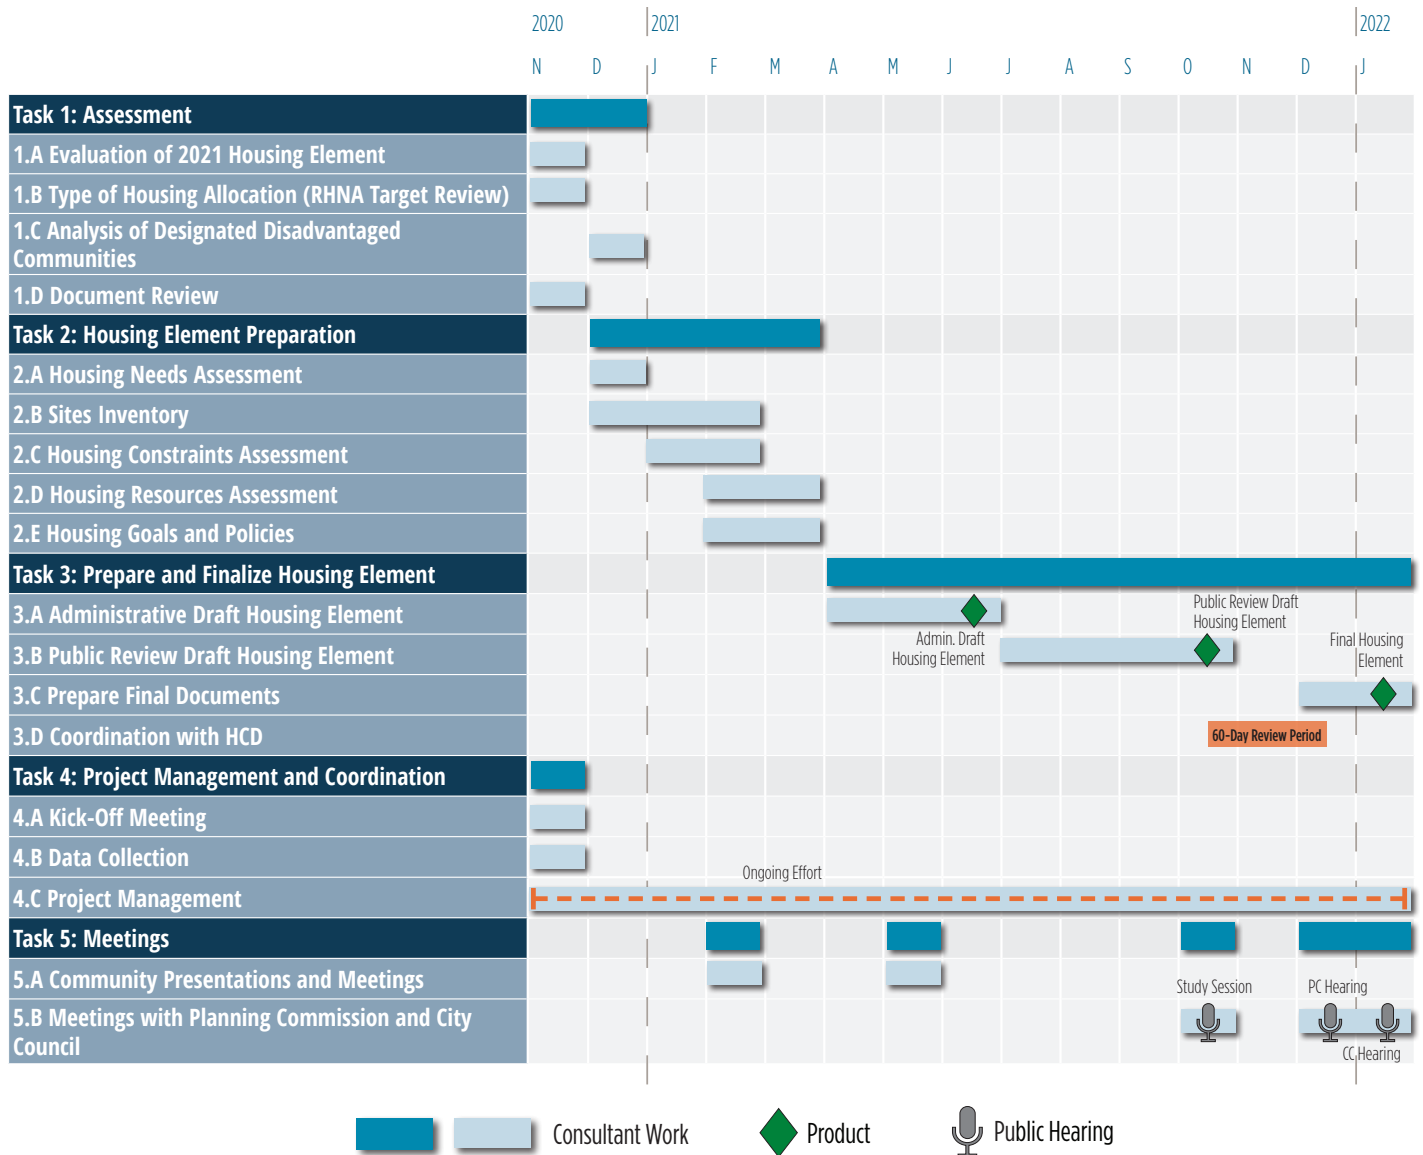 2020
2021
2022
N D J F M A M J J A S O N D J
Task 1: Assessment
1.A Evaluation of 2021 Housing Element
1.B Type of Housing Allocation (RHNA Target Review)
1.C Analysis of Designated Disadvantaged
Communities
1.D Document Review
Task 2: Housing Element Preparation
2.A Housing Needs Assessment
2.B Sites Inventory
2.C Housing Constraints Assessment
2.D Housing Resources Assessment
2.E Housing Goals and Policies
Task 3: Prepare and Finalize Housing Element
3.A Administrative Draft Housing Element
Admin. Draft
Housing Element
Public Review Draft
Housing Element
3.B Public Review Draft Housing Element
Final Housing
Element
3.C Prepare Final Documents
3.D Coordination with HCD
60-Day Review Period
Task 4: Project Management and Coordination
4.A Kick-Off Meeting
4.B Data Collection
Ongoing Effort
4.C Project Management
Task 5: Meetings
5.A Community Presentations and Meetings
Study Session
PC Hearing
5.B Meetings with Planning Commission and City
Council
CC Hearing
Consultant Work
Product
Public Hearing